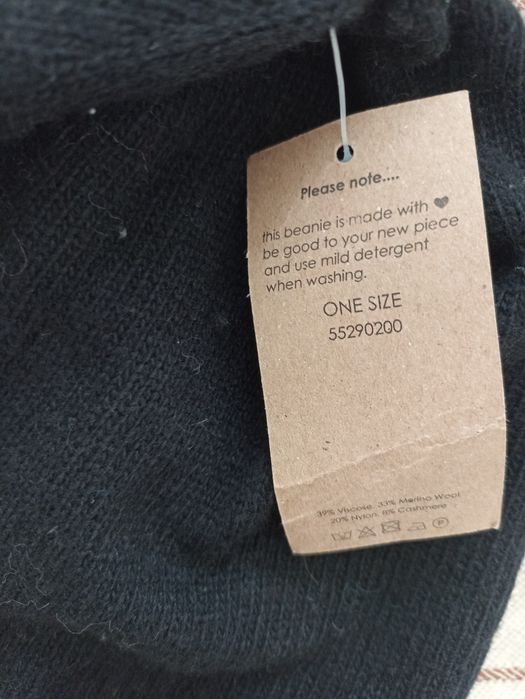 Please note....
this beanie is made with ♥
be good to your new piece
and use mild detergent
when washing.
ONE SIZE
55290200
39% Viscose. 33% Merino Wool
20% Nylon. 8% Cashmere
P